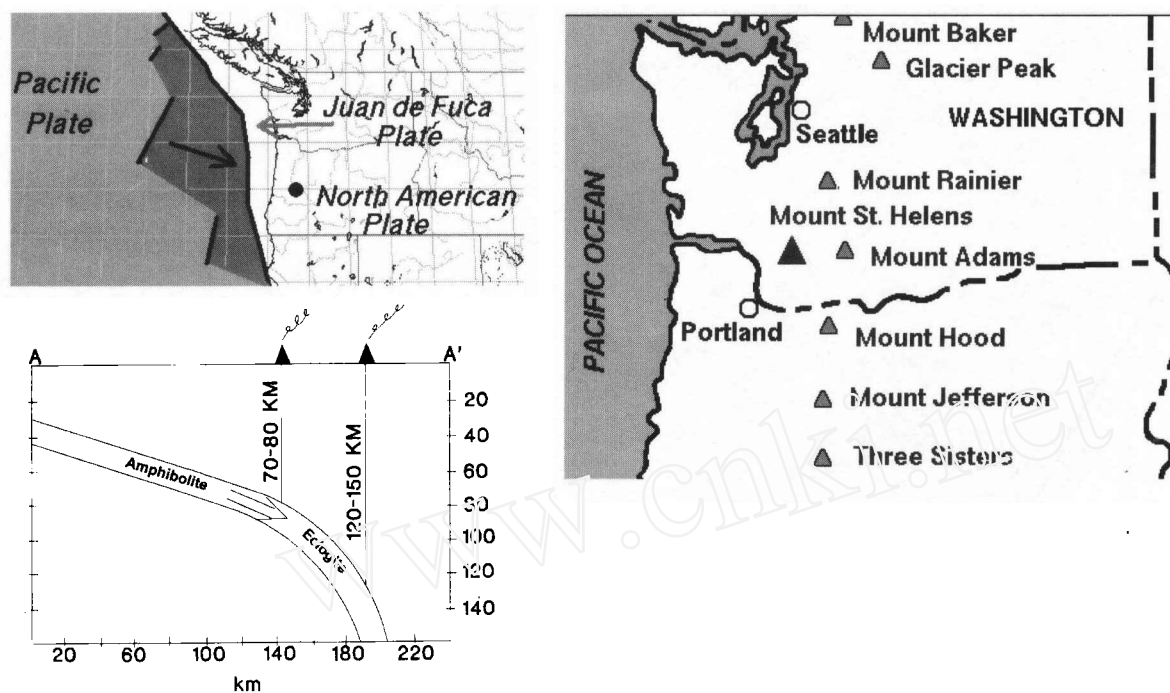 Pacific
Plate
Juan de Fuca
Plate
North American
Plate
Mount Baker
Glacier Peak
WASHINGTON
Seattle
Mount Rainier
Mount St. Helens
Mount Adams
PACIFIC OCEAN
Portland
Mount Hood
Mount Jefferson
Three Sisters
A
A'
70-80 KM
120-150 KM
Amphibolite
Eclogite
20
40
60
80
100
120
140
20
60
100
140
180
220
km
www.cnki.net